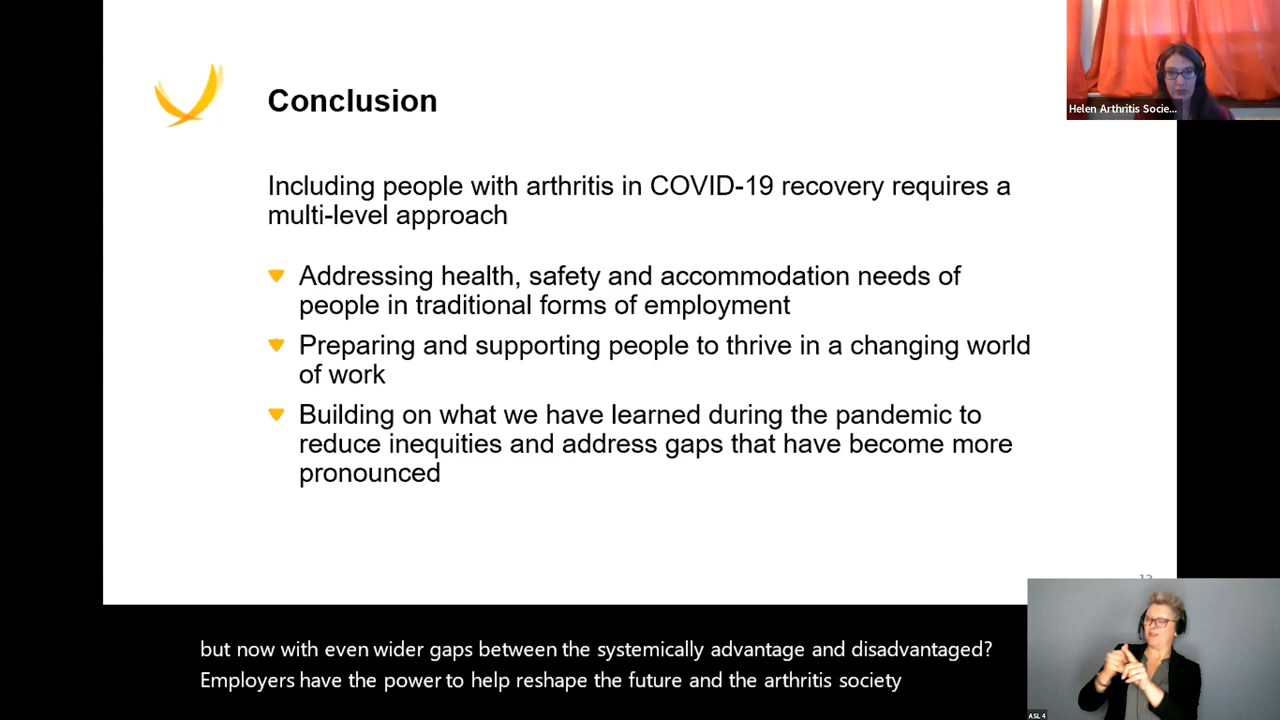 Conclusion
Helen Arthritis Socie...
Including people with arthritis in COVID-19 recovery requires a
multi-level approach
Addressing health, safety and accommodation needs of
people in traditional forms of employment
Preparing and supporting people to thrive in a changing world
of work
Building on what we have learned during the pandemic to
reduce inequities and address gaps that have become more
pronounced
but now with even wider gaps between the systemically advantage and disadvantaged?
Employers have the power to help reshape the future and the arthritis society
ASL 4